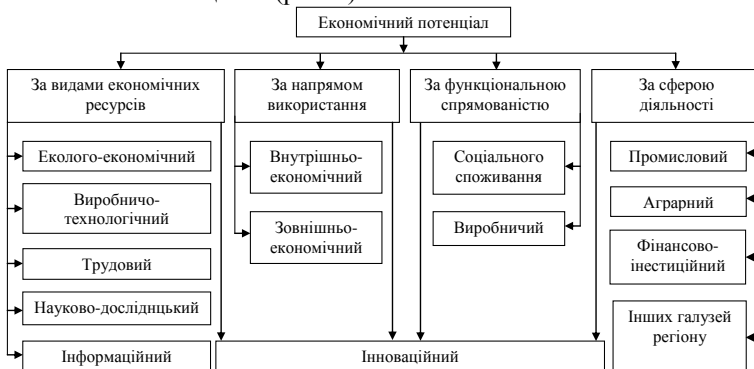 Економічний потенціал
За видами економічних
ресурсів
За напрямом
використання
За функціональною
спрямованістю
За сферою
діяльності
Еколого-економічний
Виробничо-
технологічний
Трудовий
Науково-дослідницький
Інформаційний
Внутрішньо-
економічний
Зовнішньо-
економічний
Соціального
споживання
Виробничий
Промисловий
Аграрний
Фінансово-
інестиційний
Інших галузей
регіону
Інноваційний